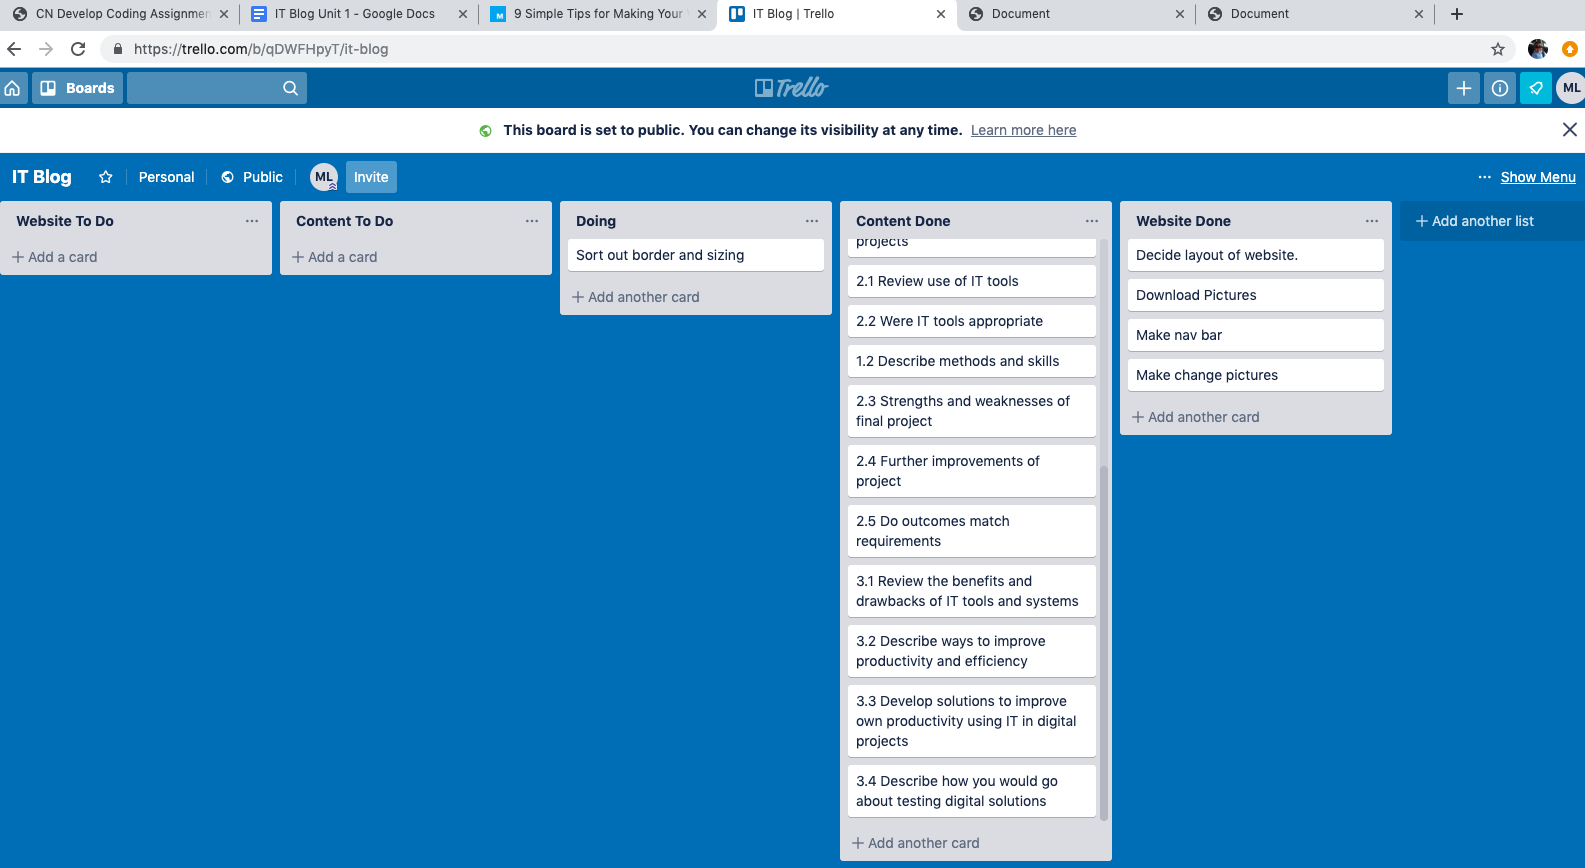 CN Develop Coding Assignmen
IT Blog Unit 1 - Google Docs
9 Simple Tips for Making Your
IT Blog | Trello
Document
Document
https://trello.com/b/qDWFHpyT/it-blog
Boards
Trello
ML
This board is set to public. You can change its visibility at any time. Learn more here
IT Blog
Personal
Public
ML
Invite
... Show Menu
Website To Do
+ Add a card
Content To Do
+ Add a card
Doing
Sort out border and sizing
+ Add another card
Content Done
projects
2.1 Review use of IT tools
2.2 Were IT tools appropriate
1.2 Describe methods and skills
2.3 Strengths and weaknesses of
final project
2.4 Further improvements of
project
2.5 Do outcomes match
requirements
3.1 Review the benefits and
drawbacks of IT tools and systems
3.2 Describe ways to improve
productivity and efficiency
3.3 Develop solutions to improve
own productivity using IT in digital
projects
3.4 Describe how you would go
about testing digital solutions
+ Add another card
Website Done
Decide layout of website.
Download Pictures
Make nav bar
Make change pictures
+ Add another card
+ Add another list